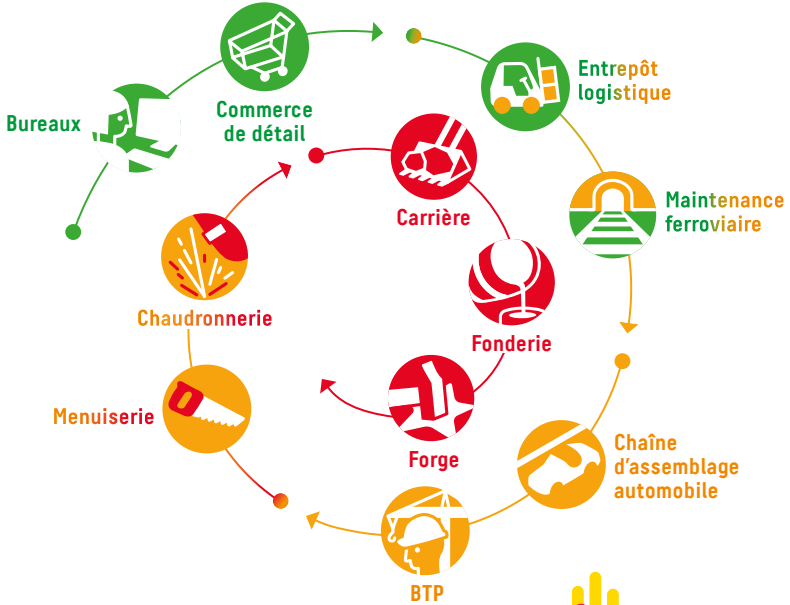 Bureaux
Commerce
de détail
Entrepôt
logistique
Maintenance
ferroviaire
Chaîne
d'assemblage
automobile
BTP
Menuiserie
Chaudronnerie
Carrière
Fonderie
Forge